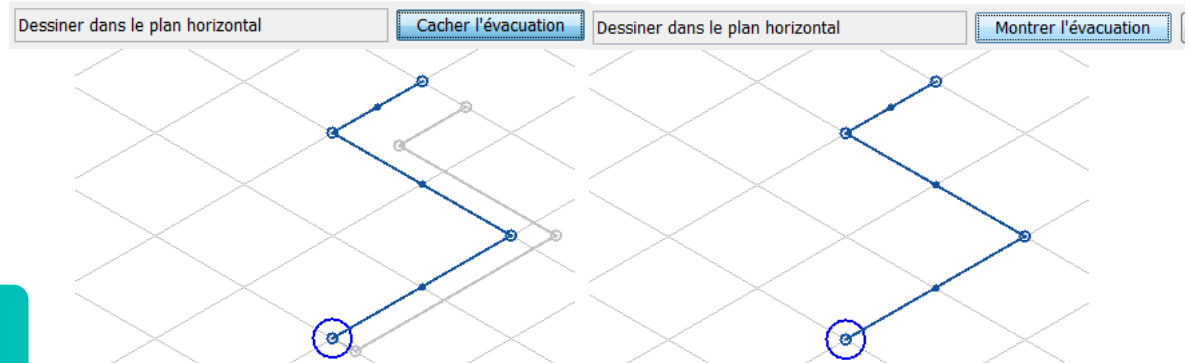 Dessiner dans le plan horizontal
Cacher l'évacuation
Dessiner dans le plan horizontal
Montrer l'évacuation